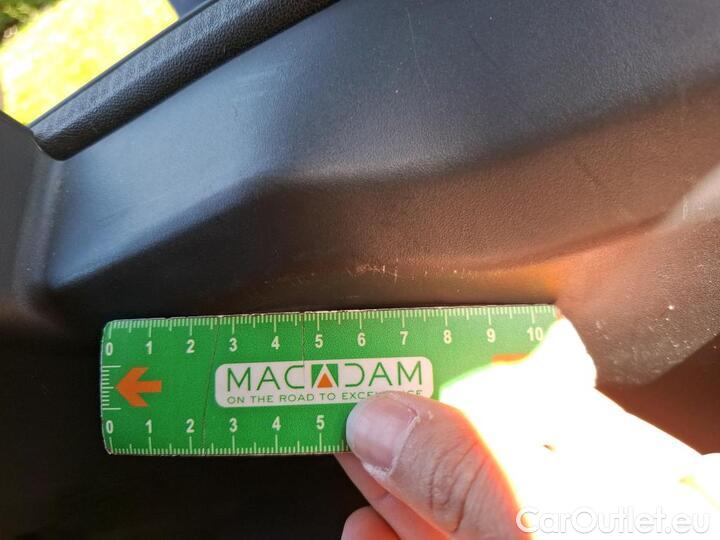 0 1 2 3 4 5 6 7 8 9 10
MACADAM
ON THE ROAD TO EXCELLENCE
0 1 2 3 4 5
CarOutlet.eu